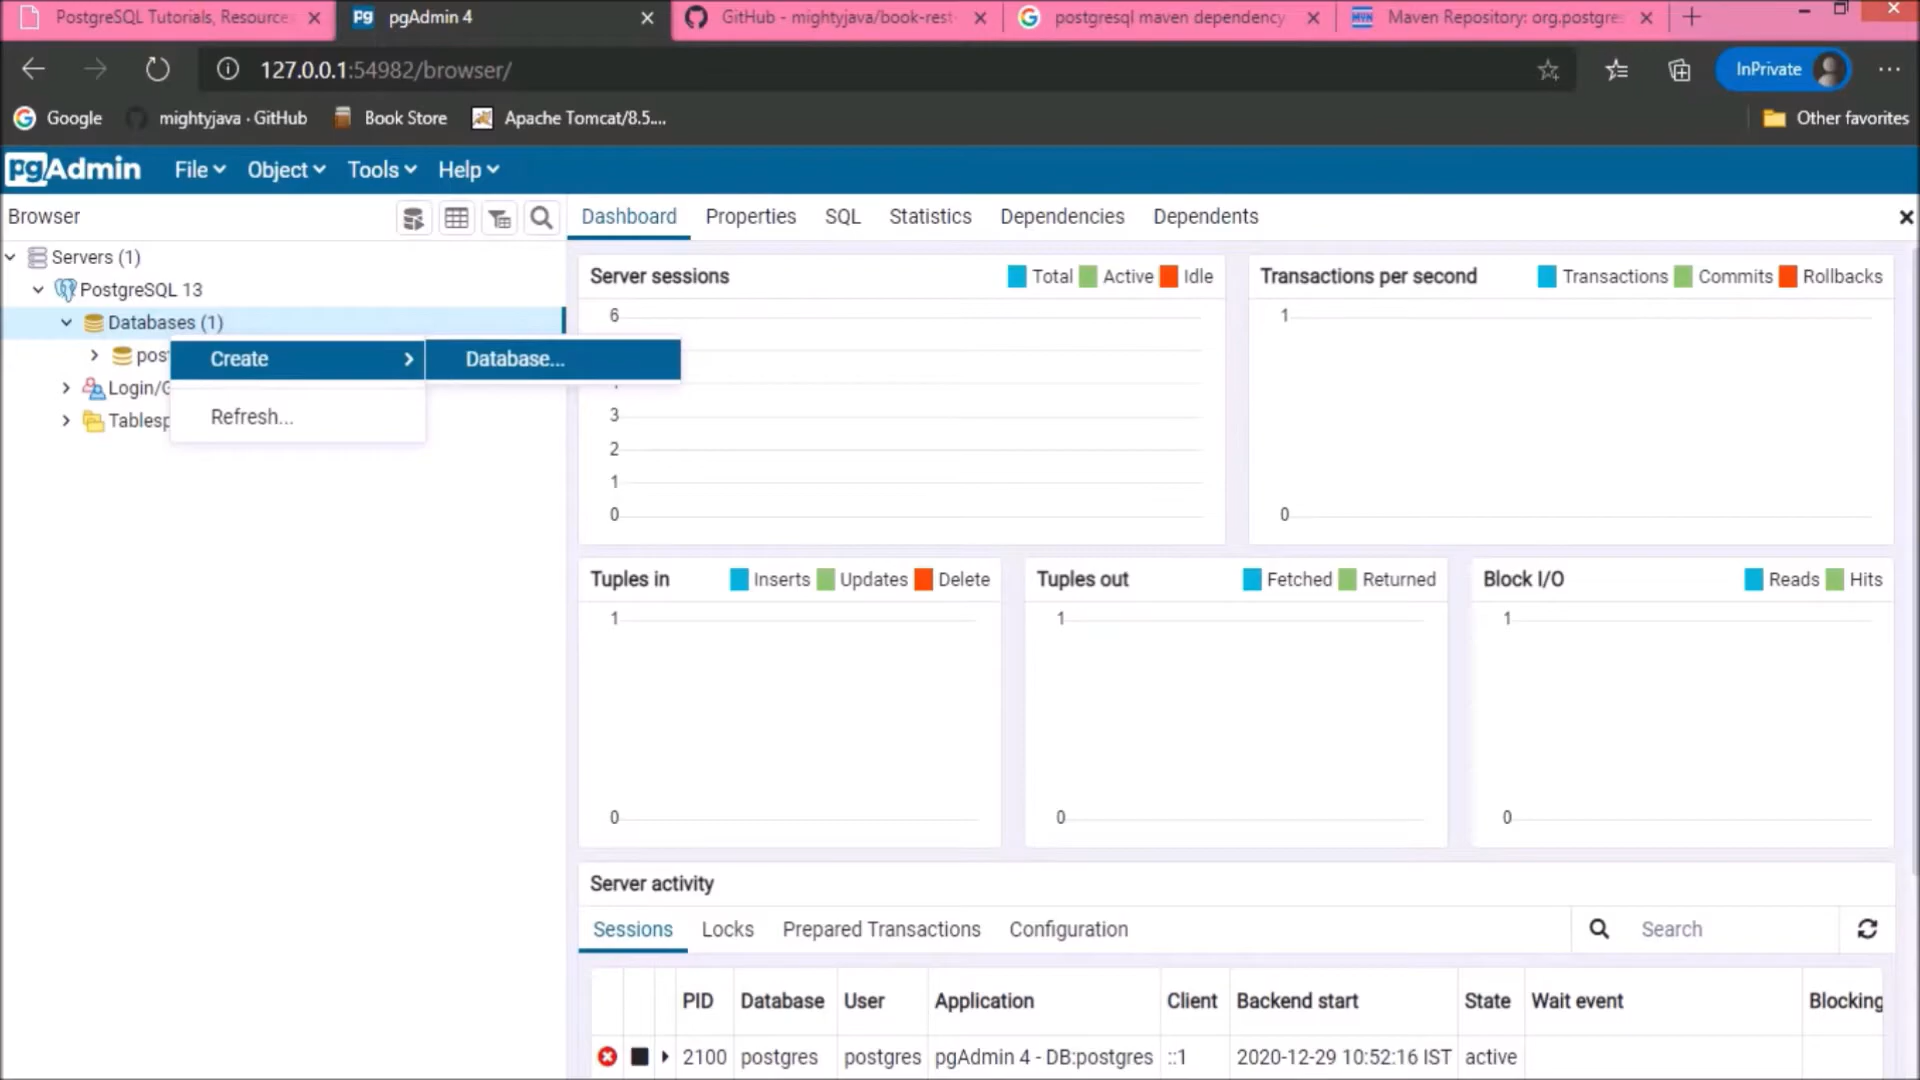 PostgreSQL Tutorials, Resource
pgAdmin 4
GitHub - mightyjava/book-rest-
postgresql maven dependency
Maven Repository: org.postgres
127.0.0.1:54982/browser/
InPrivate
Google
mightyjava · GitHub
Book Store
Apache Tomcat/8.5....
Other favorites
pgAdmin
File
Object
Tools
Help
Browser
Dashboard
Properties
SQL
Statistics
Dependencies
Dependents
Servers (1)
PostgreSQL 13
Databases (1)
post
Login/G
Tablesp
Create
Database...
Refresh...
Server sessions
Total
Active
Idle
6
3
2
1
0
Transactions per second
Transactions
Commits
Rollbacks
1
0
Tuples in
Inserts
Updates
Delete
1
0
Tuples out
Fetched
Returned
1
0
Block I/O
Reads
Hits
1
0
Server activity
Sessions
Locks
Prepared Transactions
Configuration
Search
PID Database User Application Client Backend start State Wait event Blocking
2100 postgres postgres pgAdmin 4 - DB:postgres ::1 2020-12-29 10:52:16 IST active